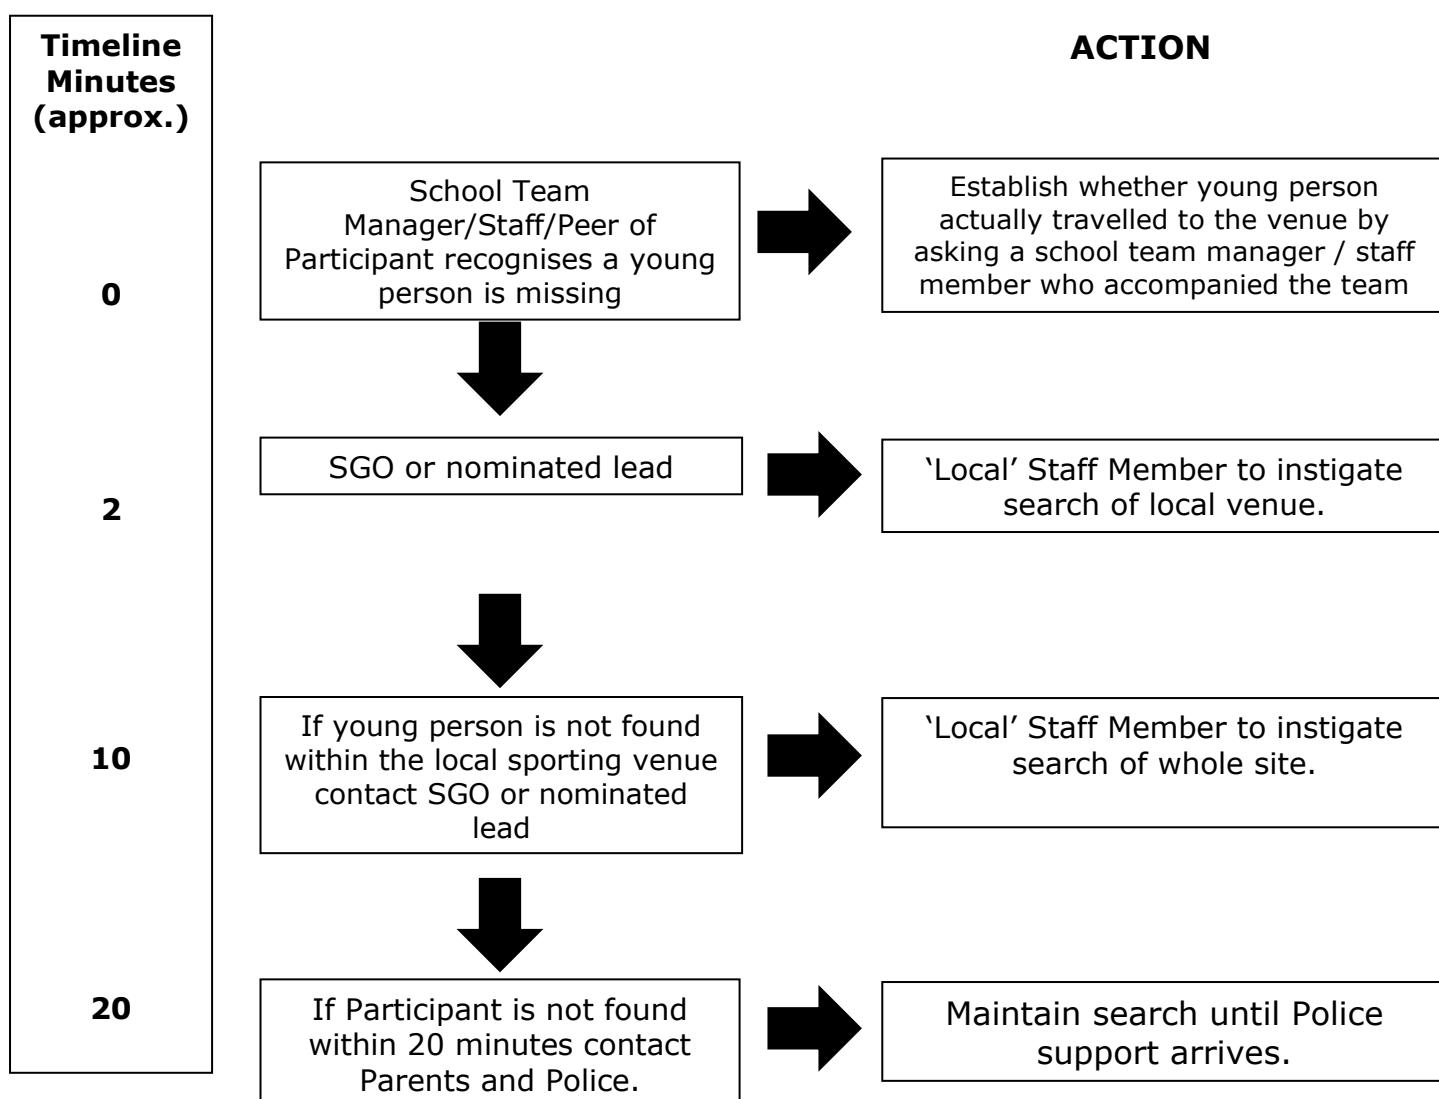 Timeline
Minutes
(approx.)
ACTION
0
School Team
Manager/Staff/Peer of
Participant recognises a young
person is missing
Establish whether young person
actually travelled to the venue by
asking a school team manager / staff
member who accompanied the team
2
SGO or nominated lead
‘Local’ Staff Member to instigate
search of local venue.
10
If young person is not found
within the local sporting venue
contact SGO or nominated
lead
‘Local’ Staff Member to instigate
search of whole site.
20
If Participant is not found
within 20 minutes contact
Parents and Police.
Maintain search until Police
support arrives.